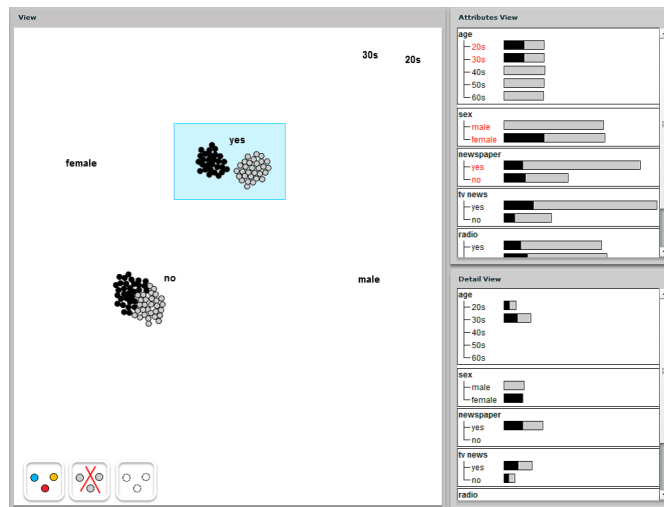 View
30s
20s
yes
female
no
male
Attributes View
age
20s
30s
40s
50s
60s
sex
male
female
newspaper
yes
no
tv news
yes
no
radio
yes
Detail View
age
20s
30s
40s
50s
60s
sex
male
female
newspaper
yes
no
tv news
yes
no
radio